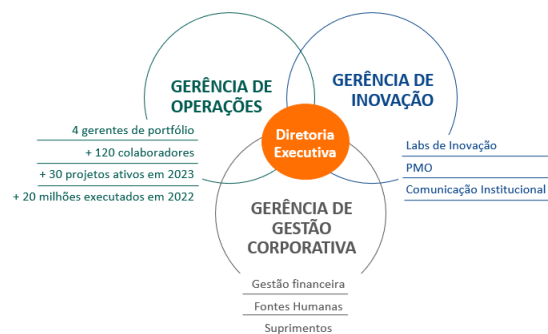 GERÊNCIA DE
OPERAÇÕES
4 gerentes de portfólio
+ 120 colaboradores
+ 30 projetos ativos em 2023
+ 20 milhões executados em 2022
GERÊNCIA DE
INOVAÇÃO
Labs de Inovação
PMO
Comunicação Institucional
Diretoria
Executiva
GERÊNCIA DE
GESTÃO
CORPORATIVA
Gestão financeira
Fontes Humanas
Suprimentos